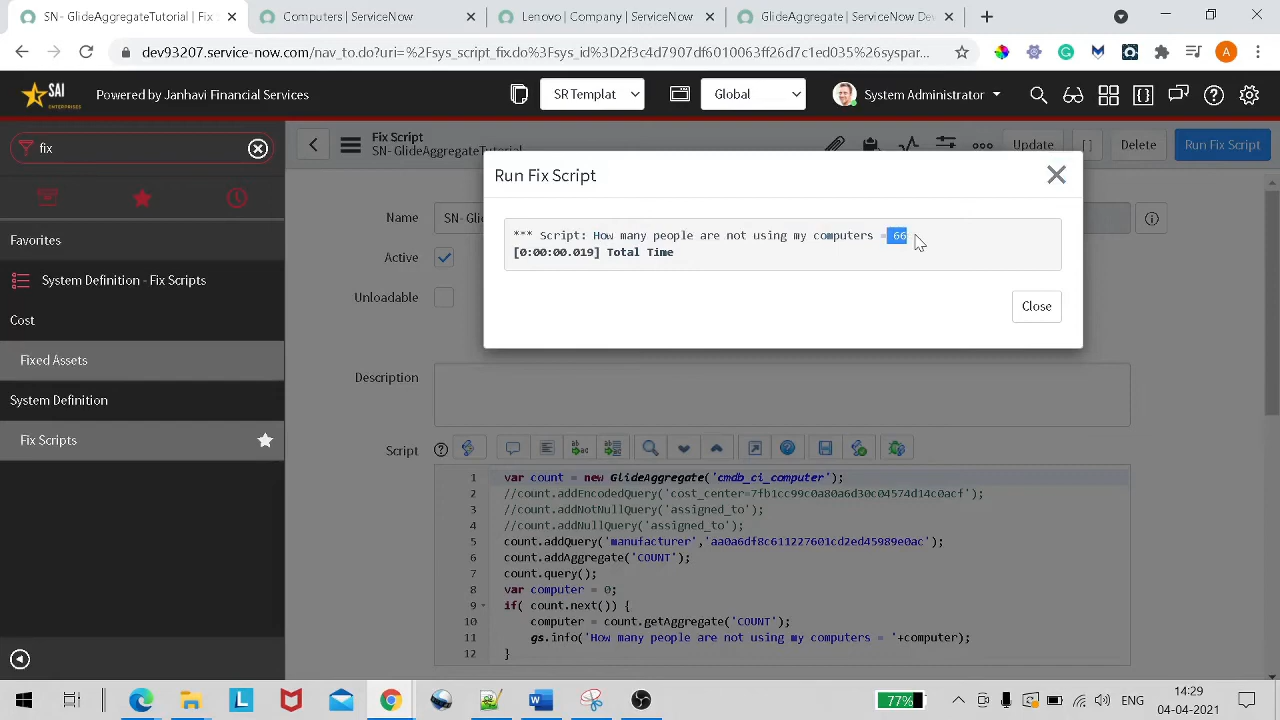 SN- GlideAggregateTutorial | Fix
Computers | ServiceNow
Lenovo | Company | ServiceNow
GlideAggregate | ServiceNow Dev
dev93207.service-now.com/nav_to.do?uri=%2Fsys_script_fix.do%3Fsys_id%3D2f3c4d7907df6010063ff26d7c1ed035%26syspar...
A
SAI
ENTERPRISES
Powered by Janhavi Financial Services
SR Templat
Global
System Administrator
fix
Fix Script
SN- GlideAggregateTutorial
Update
[ ]
Delete
Run Fix Script
Run Fix Script
*** Script: How many people are not using my computers = 66
[0:00:00.019] Total Time
Close
Favorites
System Definition - Fix Scripts
Cost
Fixed Assets
System Definition
Fix Scripts
Name
SN- Glid
Active
Unloadable
Description
Script
1 var count = new GlideAggregate('cmdb_ci_computer');
2 //count.addEncodedQuery('cost_center=7fb1cc99c0a80a6d30c04574d14c0acf');
3 //count.addNotNullQuery('assigned_to');
4 //count.addNullQuery('assigned_to');
5 count.addQuery('manufacturer','aa0a6df8c611227601cd2ed45989e0ac');
6 count.addAggregate('COUNT');
7 count.query();
8 var computer = 0;
9 if( count.next()) {
10 computer = count.getAggregate('COUNT');
11 gs.info('How many people are not using my computers = '+computer);
12 }
77%
ENG
14:29
04-04-2021